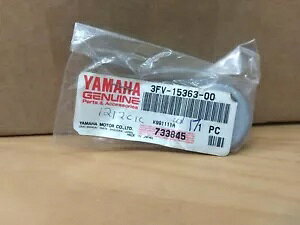 YAMAHA
GENUINE
Parts & Accessories
3FV-15363-00
YAMAHA MOTOR CO., LTD.
1/1 PC
733845